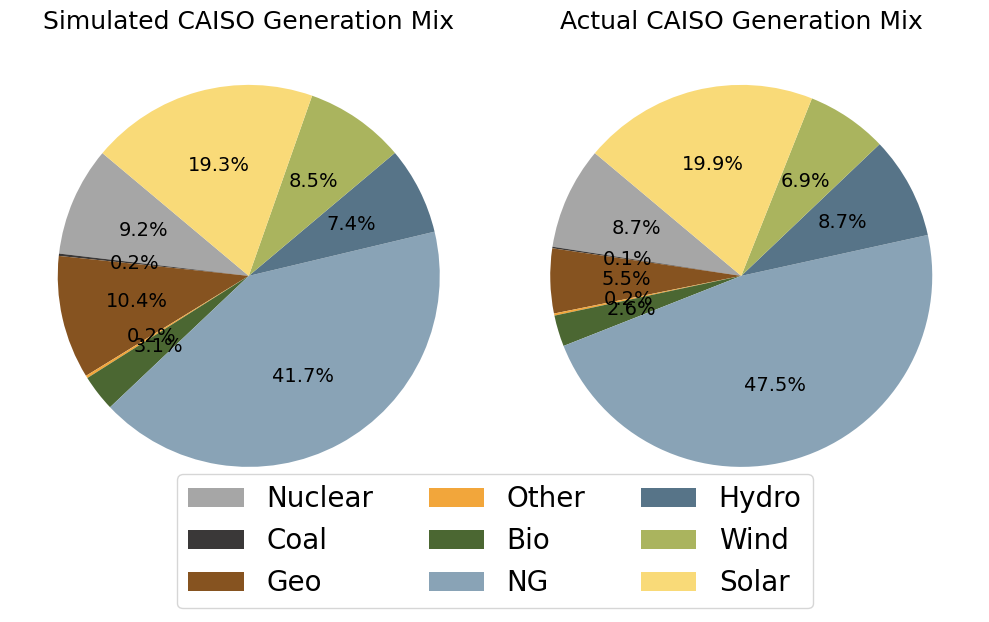 Simulated CAISO Generation Mix
19.3%
8.5%
7.4%
9.2%
0.2%
10.4%
0.2%
3.1%
41.7%
Actual CAISO Generation Mix
19.9%
6.9%
8.7%
8.7%
0.1%
5.5%
0.2%
2.6%
47.5%
Nuclear
Coal
Geo
Other
Bio
NG
Hydro
Wind
Solar